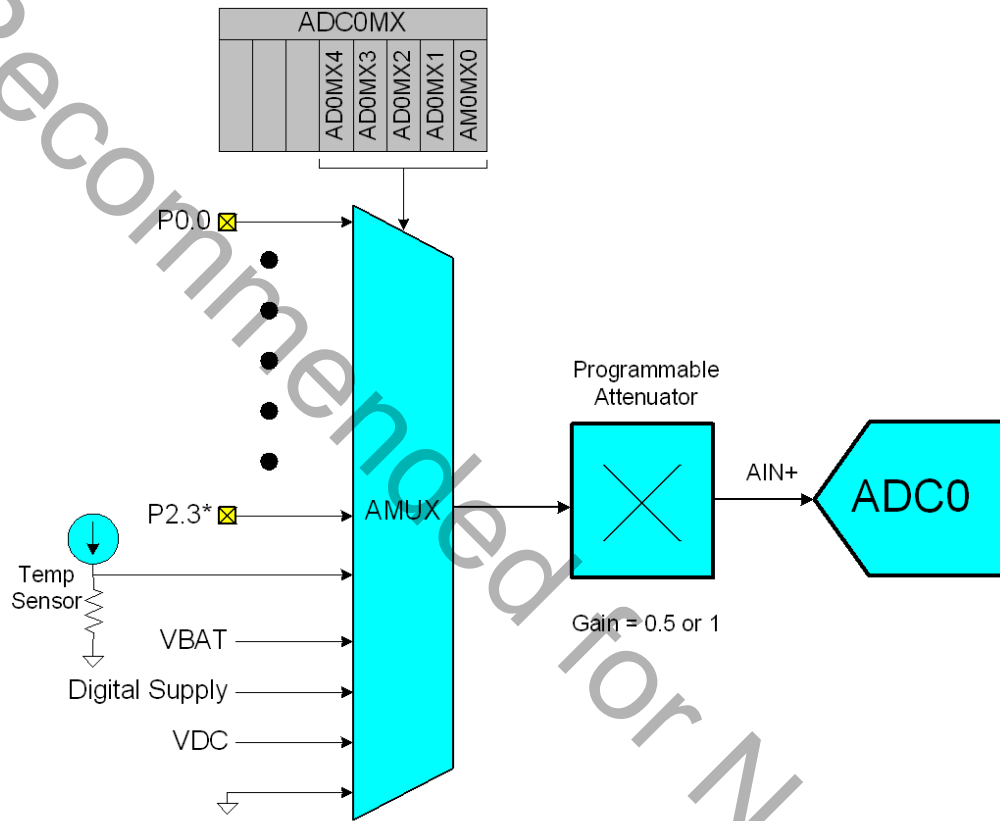 ADC0MX
AD0MX4
AD0MX3
AD0MX2
AD0MX1
AM0MX0
P0.0
Programmable
Attenuator
AIN+
ADC0
P2.3*
AMUX
Temp
Sensor
Gain = 0.5 or 1
VBAT
Digital Supply
VDC
Recommended for N